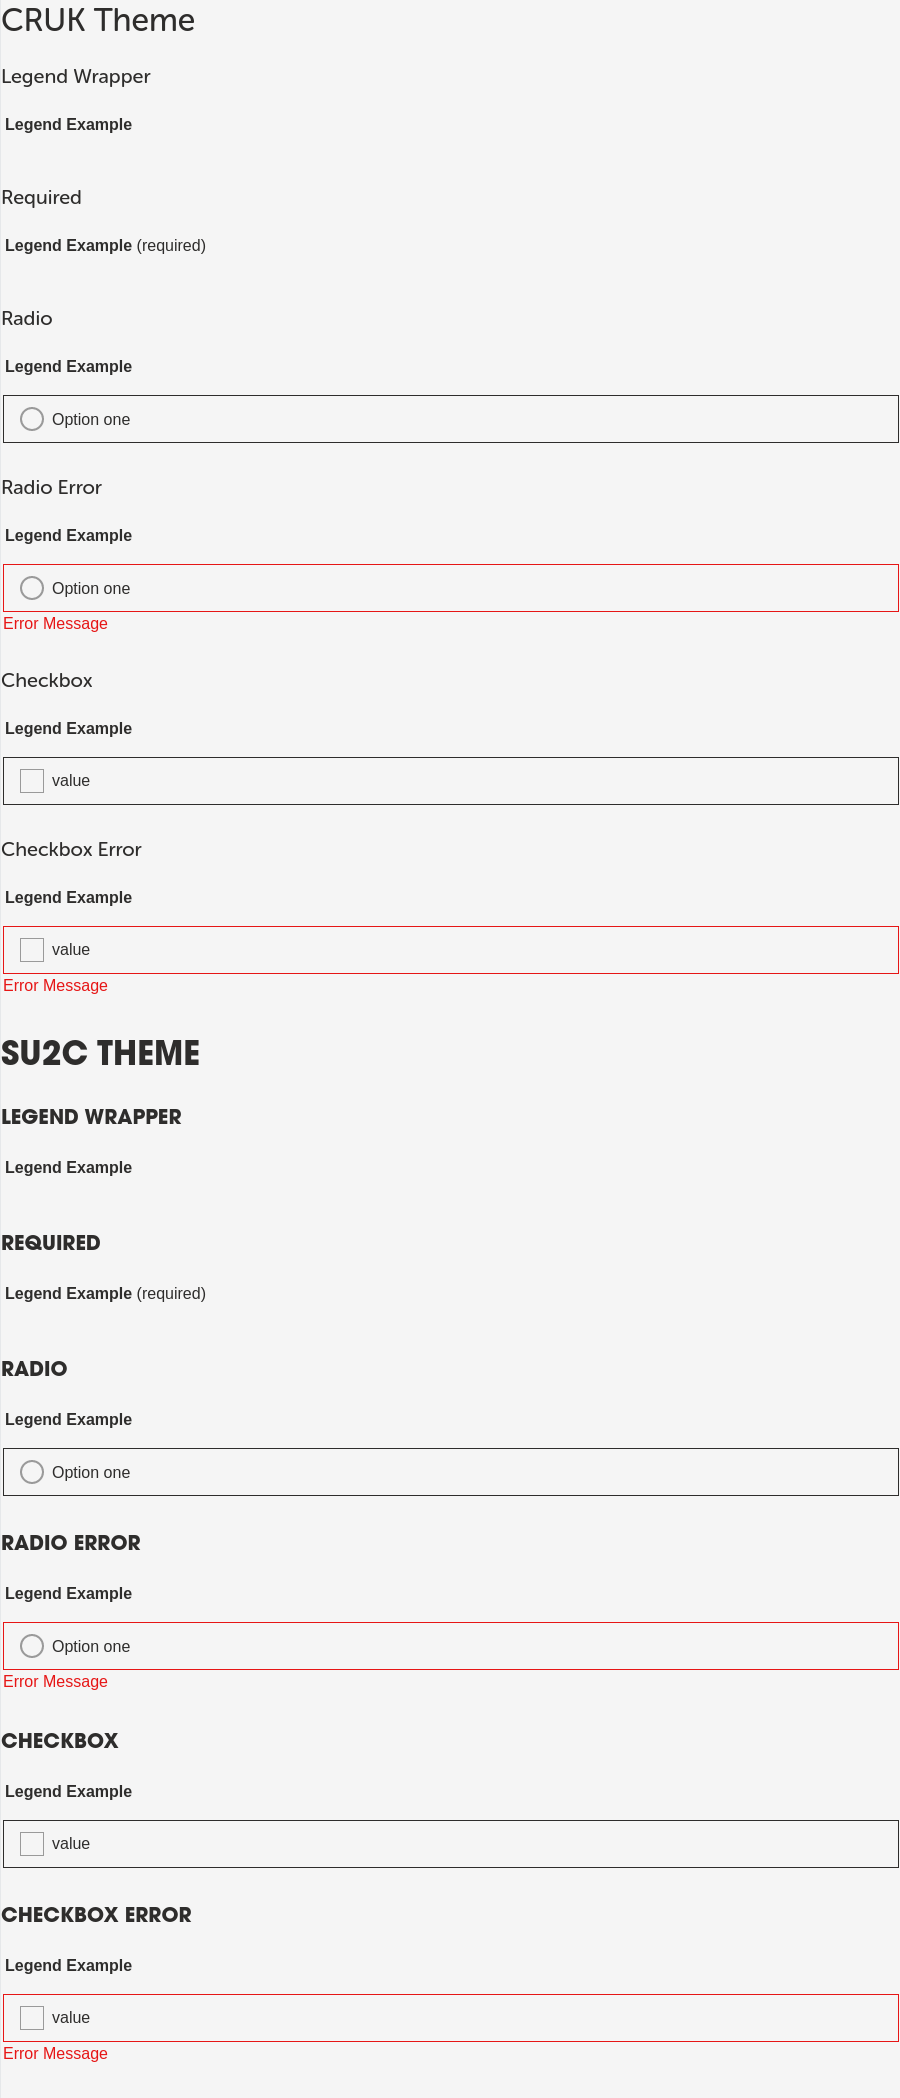 CRUK Theme
Legend Wrapper
Legend Example
Required
Legend Example (required)
Radio
Legend Example
Option one
Radio Error
Legend Example
Option one
Error Message
Checkbox
Legend Example
value
Checkbox Error
Legend Example
value
Error Message
SU2C THEME
LEGEND WRAPPER
Legend Example
REQUIRED
Legend Example (required)
RADIO
Legend Example
Option one
RADIO ERROR
Legend Example
Option one
Error Message
CHECKBOX
Legend Example
value
CHECKBOX ERROR
Legend Example
value
Error Message